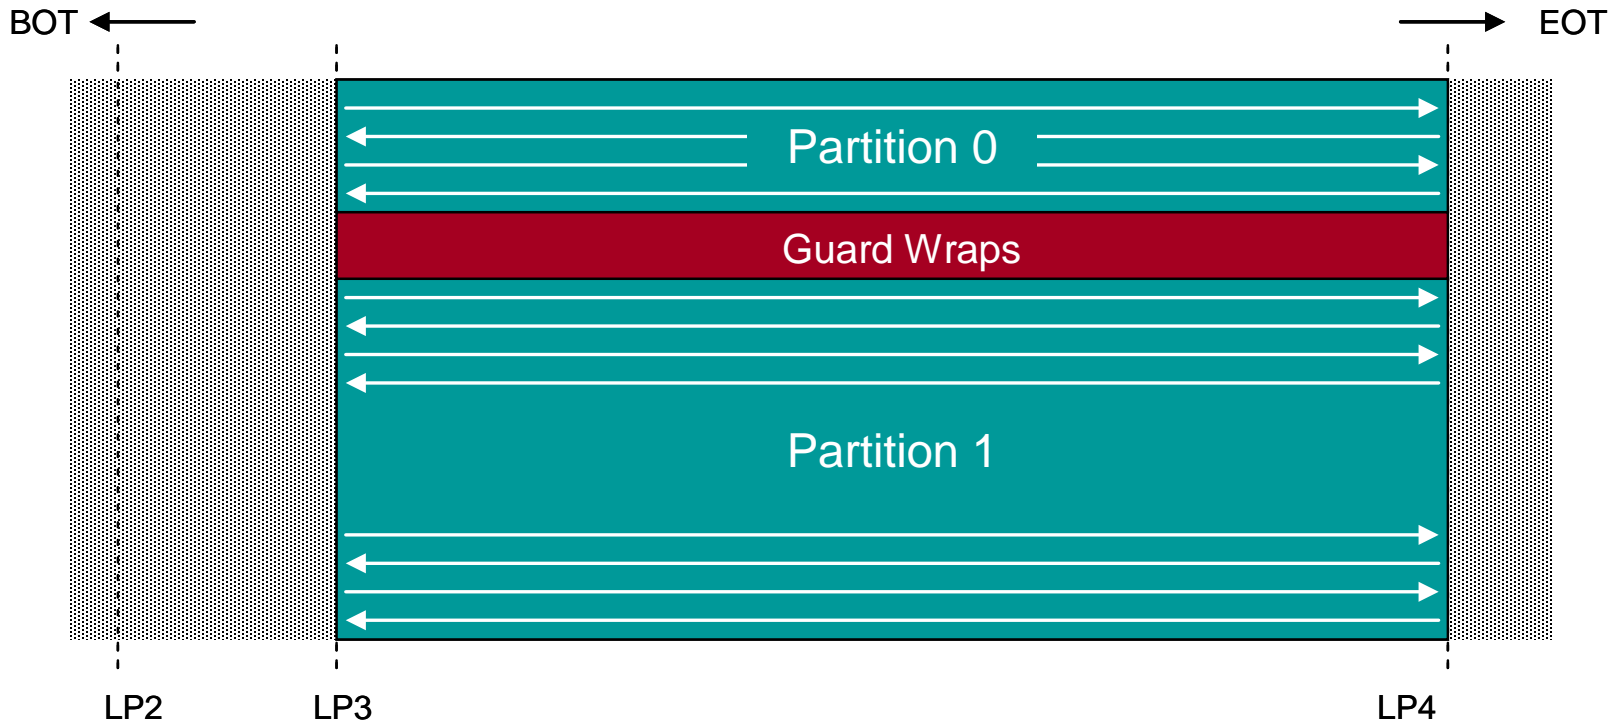 BOT
EOT
Partition 0
Guard Wraps
Partition 1
LP2
LP3
LP4